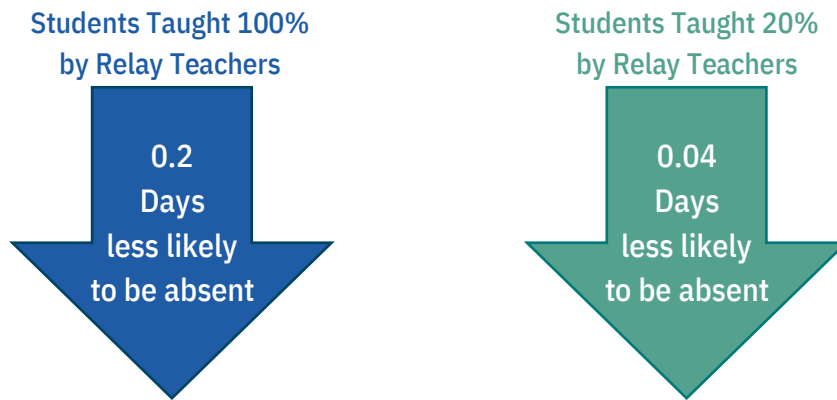 Students Taught 100%
by Relay Teachers
0.2
Days
less likely
to be absent
Students Taught 20%
by Relay Teachers
0.04
Days
less likely
to be absent